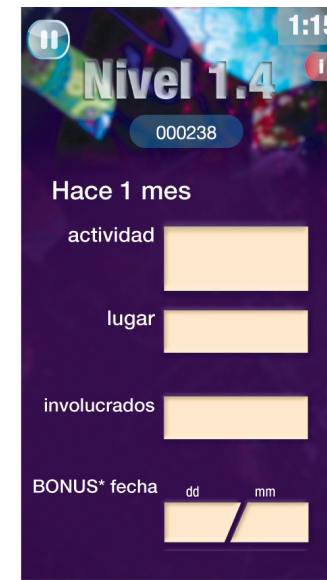 1:15
Nivel 1.4
i
000238
Hace 1 mes
actividad
lugar
involucrados
BONUS* fecha
dd mm